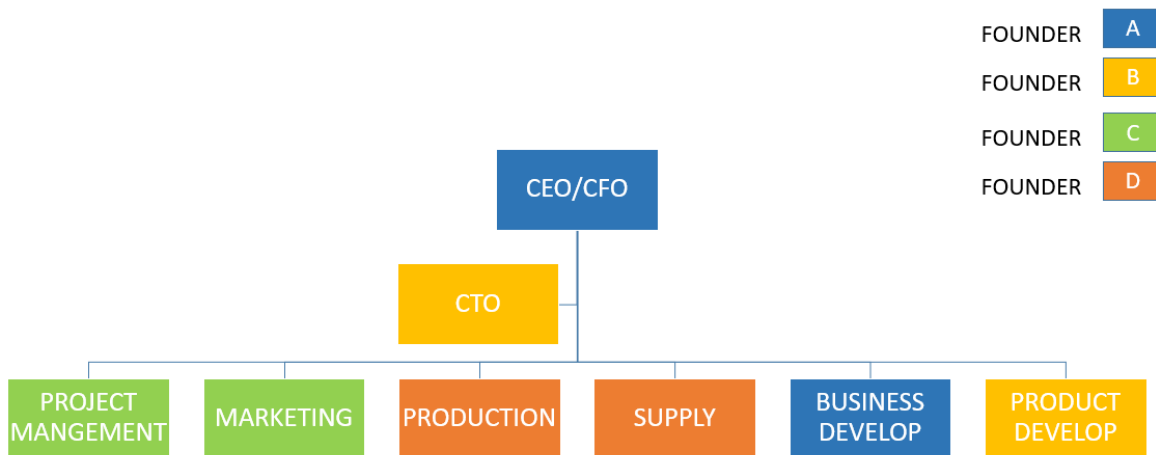 FOUNDER A
FOUNDER B
FOUNDER C
FOUNDER D
CEO/CFO
CTO
PROJECT
MANGEMENT
MARKETING
PRODUCTION
SUPPLY
BUSINESS
DEVELOP
PRODUCT
DEVELOP